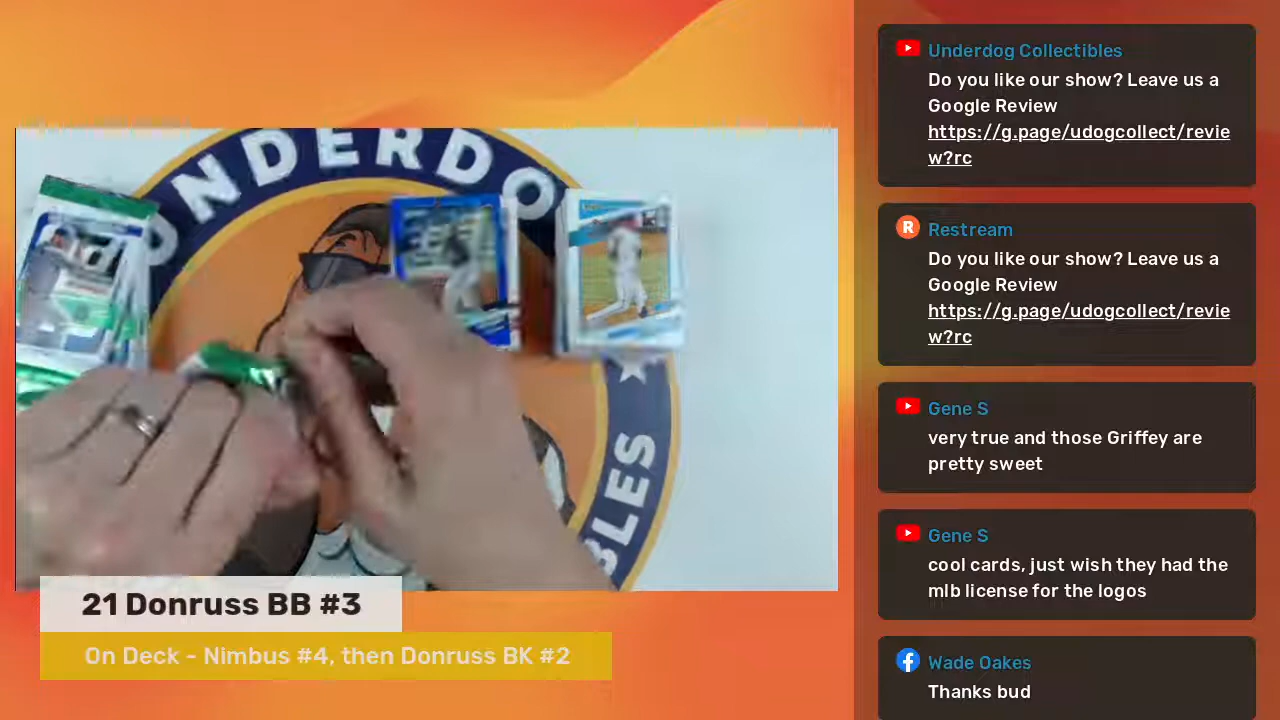 UNDERDO
BLES
21 Donruss BB #3
On Deck - Nimbus #4, then Donruss BK #2
Underdog Collectibles
Do you like our show? Leave us a
Google Review
https://g.page/udogcollect/revie
w?rc
Restream
Do you like our show? Leave us a
Google Review
https://g.page/udogcollect/revie
w?rc
Gene S
very true and those Griffey are
pretty sweet
Gene S
cool cards, just wish they had the
mlb license for the logos
Wade Oakes
Thanks bud